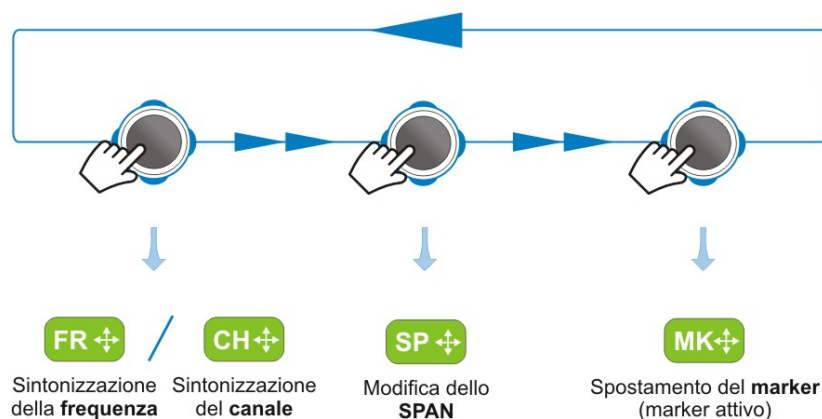 FR
CH
SP
MK
Sintonizzazione
della frequenza
Sintonizzazione
del canale
Modifica dello
SPAN
Spostamento del marker
(marker attivo)